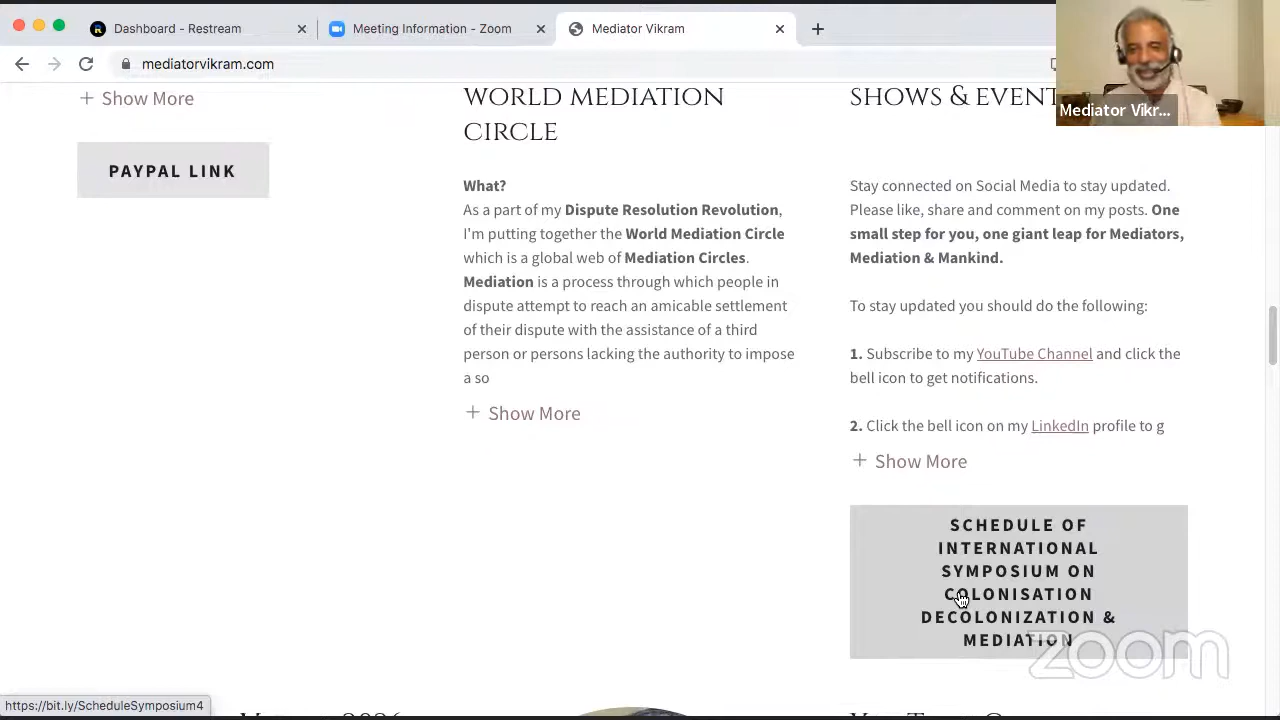 Dashboard - Restream
Meeting Information - Zoom
Mediator Vikram
mediatorvikram.com
Mediator Vikr...
+ Show More
PAYPAL LINK
WORLD MEDIATION
CIRCLE
What?
As a part of my Dispute Resolution Revolution,
I'm putting together the World Mediation Circle
which is a global web of Mediation Circles.
Mediation is a process through which people in
dispute attempt to reach an amicable settlement
of their dispute with the assistance of a third
person or persons lacking the authority to impose
a so
+ Show More
SHOWS & EVENT
Stay connected on Social Media to stay updated.
Please like, share and comment on my posts. One
small step for you, one giant leap for Mediators,
Mediation & Mankind.
To stay updated you should do the following:
1. Subscribe to my YouTube Channel and click the
bell icon to get notifications.
2. Click the bell icon on my LinkedIn profile to g
+ Show More
SCHEDULE OF
INTERNATIONAL
SYMPOSIUM ON
COLONISATION
DECOLONIZATION &
MEDIATION
zoom
https://bit.ly/ScheduleSymposium4